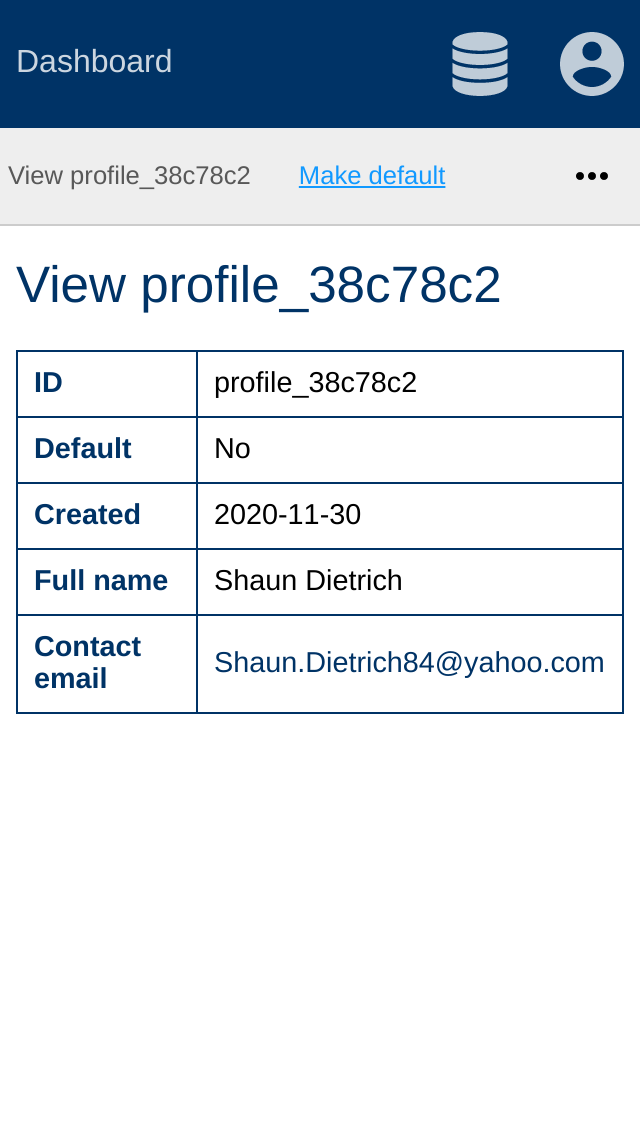 Dashboard
View profile_38c78c2 Make default
View profile_38c78c2
ID profile_38c78c2
Default No
Created 2020-11-30
Full name Shaun Dietrich
Contact email Shaun.Dietrich84@yahoo.com